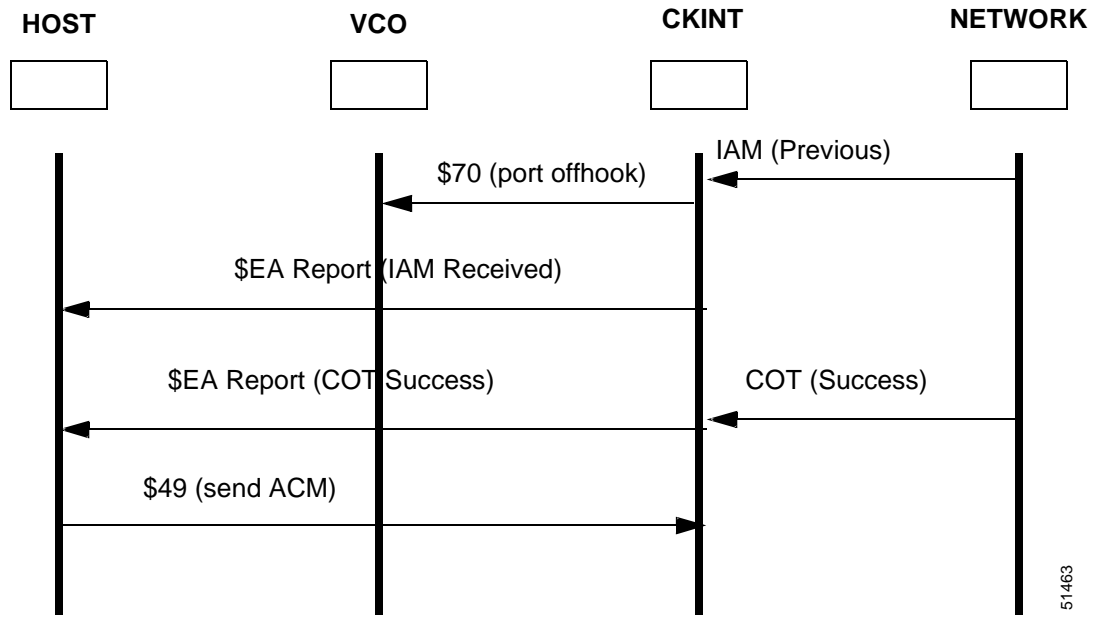 HOST
VCO
CKINT
NETWORK
IAM (Previous)
$70 (port offhook)
$EA Report (IAM Received)
$EA Report (COT Success)
COT (Success)
$49 (send ACM)
51463